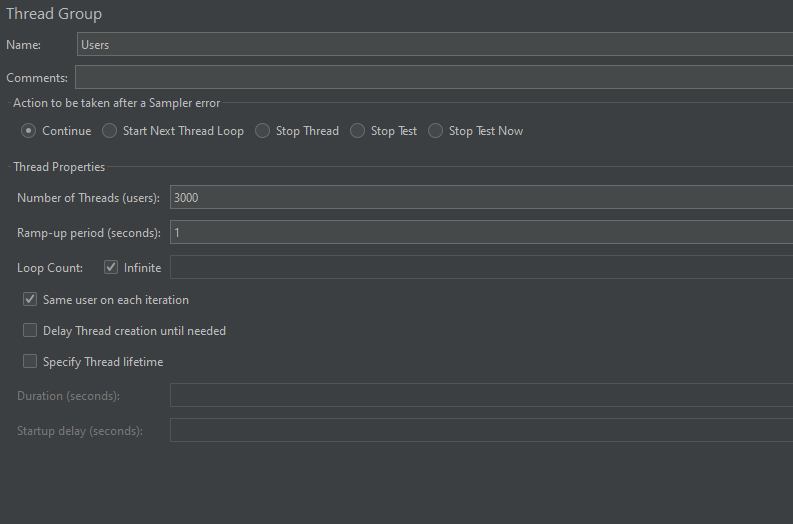 Thread Group
Name: Users
Comments:
Action to be taken after a Sampler error
Continue Start Next Thread Loop Stop Thread Stop Test Stop Test Now
Thread Properties
Number of Threads (users): 3000
Ramp-up period (seconds): 1
Loop Count: Infinite
Same user on each iteration
Delay Thread creation until needed
Specify Thread lifetime
Duration (seconds):
Startup delay (seconds):